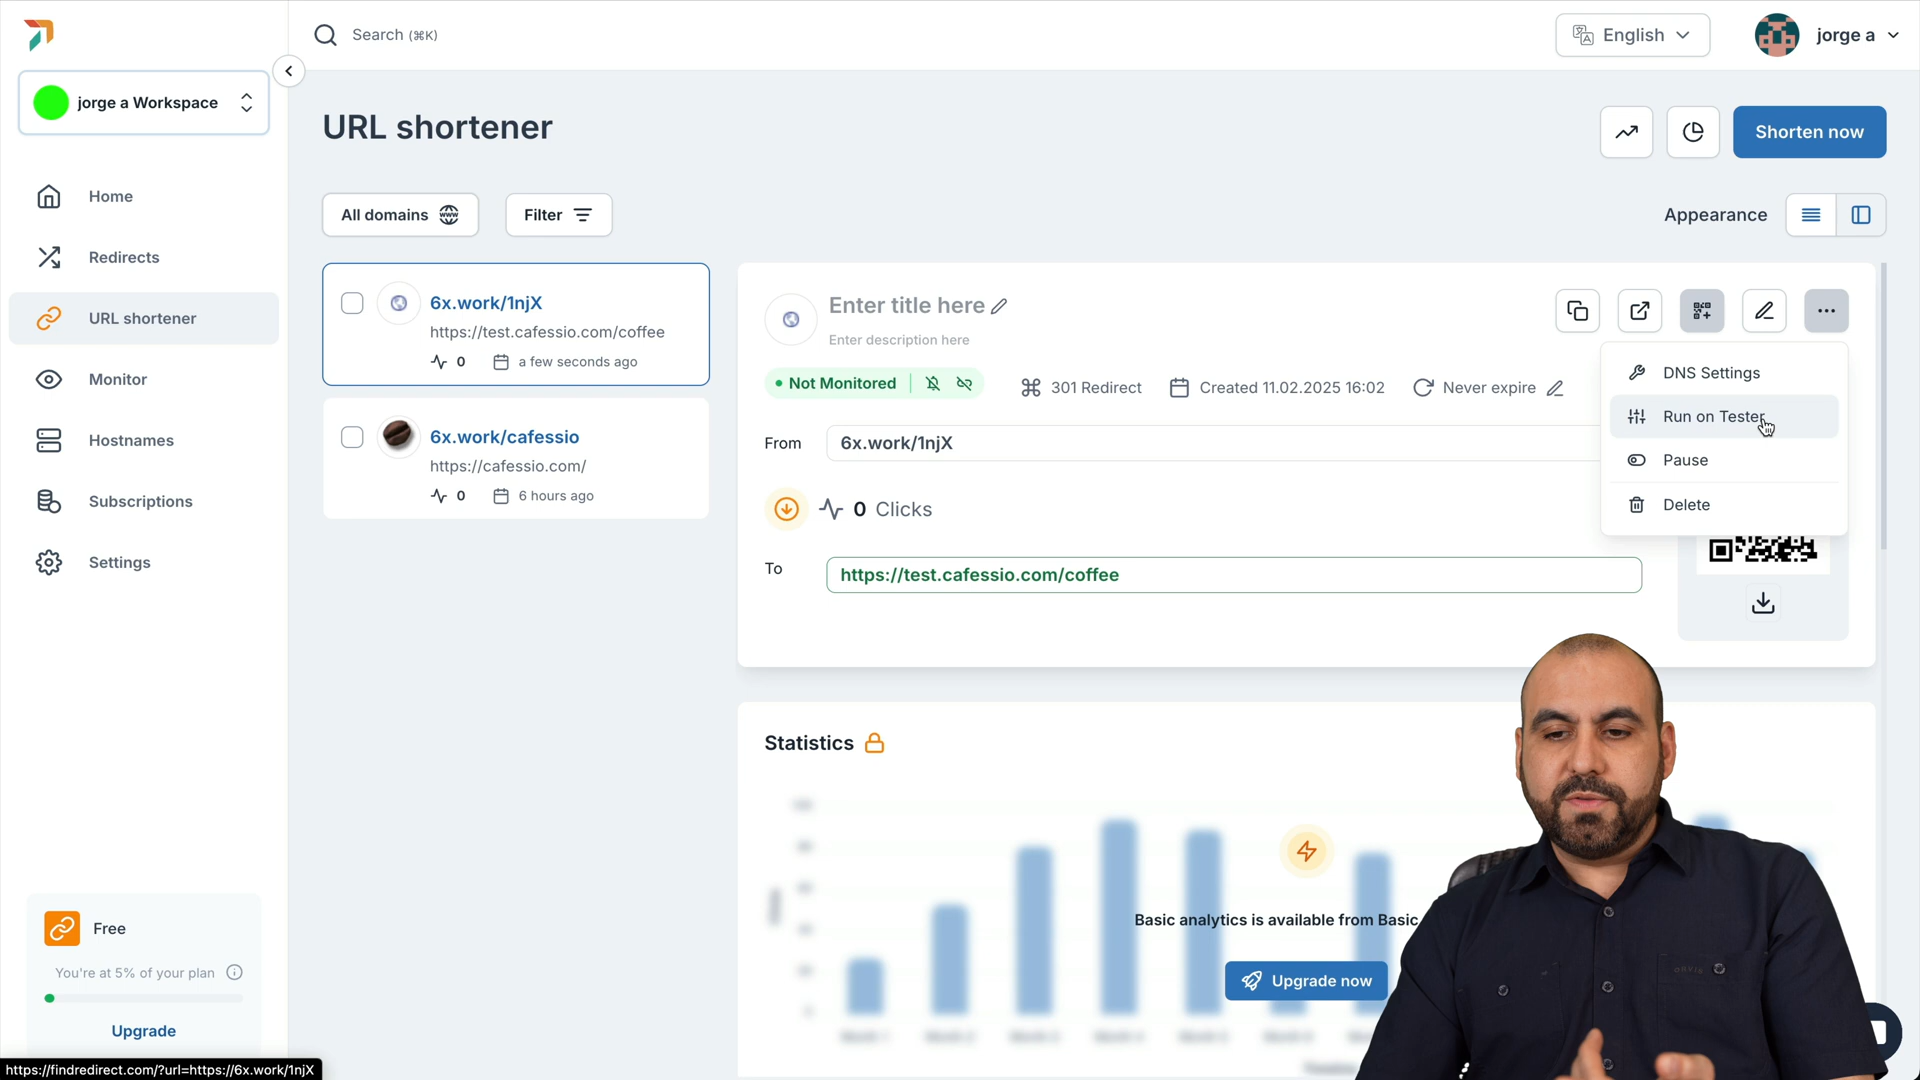 Search (⌘K)
English
jorge a
jorge a Workspace
URL shortener
Shorten now
Home
Redirects
URL shortener
Monitor
Hostnames
Subscriptions
Settings
All domains
Filter
Appearance
6x.work/1njX
https://test.cafessio.com/coffee
0
a few seconds ago
6x.work/cafessio
https://cafessio.com/
0
6 hours ago
Enter title here
Enter description here
Not Monitored
301 Redirect
Created 11.02.2025 16:02
Never expire
DNS Settings
Run on Tester
Pause
Delete
From
6x.work/1njX
0 Clicks
To
https://test.cafessio.com/coffee
Statistics
Basic analytics is available from Basic
Upgrade now
Free
You're at 5% of your plan
Upgrade
https://findredirect.com/?url=https://6x.work/1njX